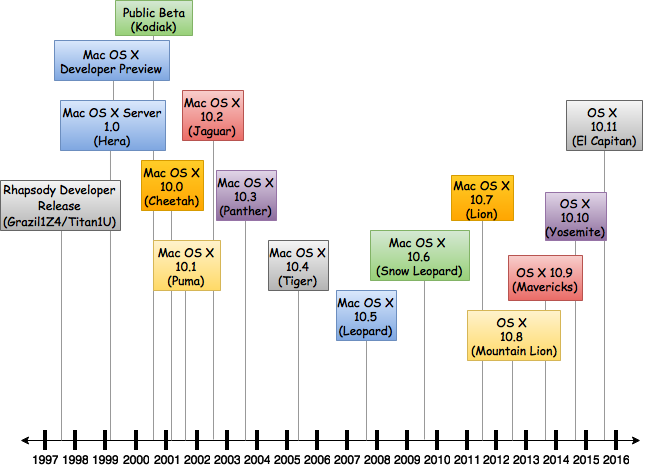 Public Beta
(Kodiak)
Mac OS X
Developer Preview
Mac OS X Server
1.0
(Hera)
Mac OS X
10.2
(Jaguar)
OS X
10.11
(El Capitan)
Rhapsody Developer
Release
(Grazil1Z4/Titan1U)
Mac OS X
10.0
(Cheetah)
Mac OS X
10.3
(Panther)
Mac OS X
10.7
(Lion)
OS X
10.10
(Yosemite)
Mac OS X
10.1
(Puma)
Mac OS X
10.4
(Tiger)
Mac OS X
10.6
(Snow Leopard)
OS X 10.9
(Mavericks)
Mac OS X
10.5
(Leopard)
OS X
10.8
(Mountain Lion)
1997 1998 1999 2000 2001 2002 2003 2004 2005 2006 2007 2008 2009 2010 2011 2012 2013 2014 2015 2016